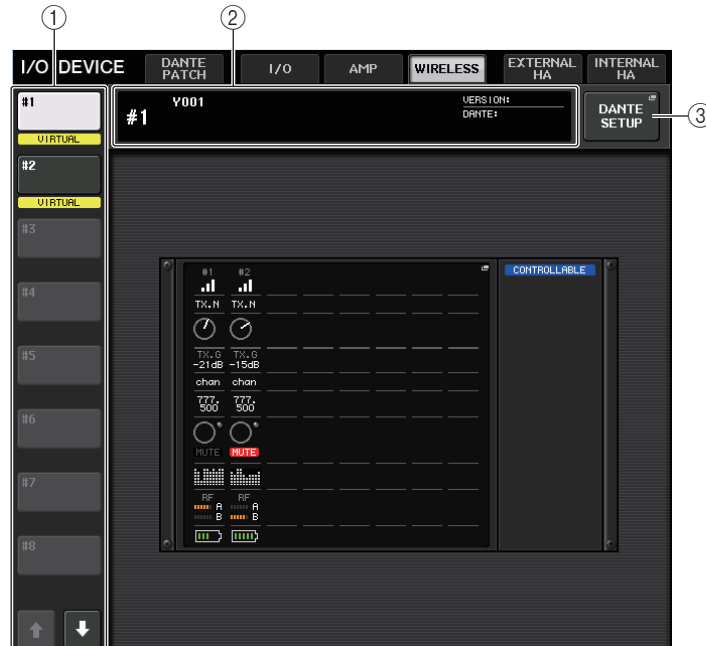 ① ②
I/O DEVICE DANTE PATCH I/O AMP WIRELESS EXTERNAL HA INTERNAL HA
#1 Y001 VERSION:
DANTE:
DANTE SETUP ③
#1
VIRTUAL
#2
VIRTUAL
#3
#4
#5
#6
#7
#8
#1 #2 CONTROLLABLE
TX.N TX.N
TX.G TX.G
-21dB -15dB
chan chan
777. 777.
500 500
MUTE MUTE
RF RF
A A
B B